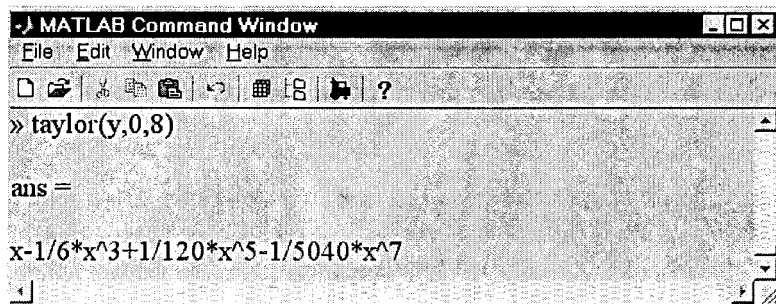 MATLAB Command Window
File Edit Window Help
?
» taylor(y,0,8)
ans =
x-1/6*x^3+1/120*x^5-1/5040*x^7